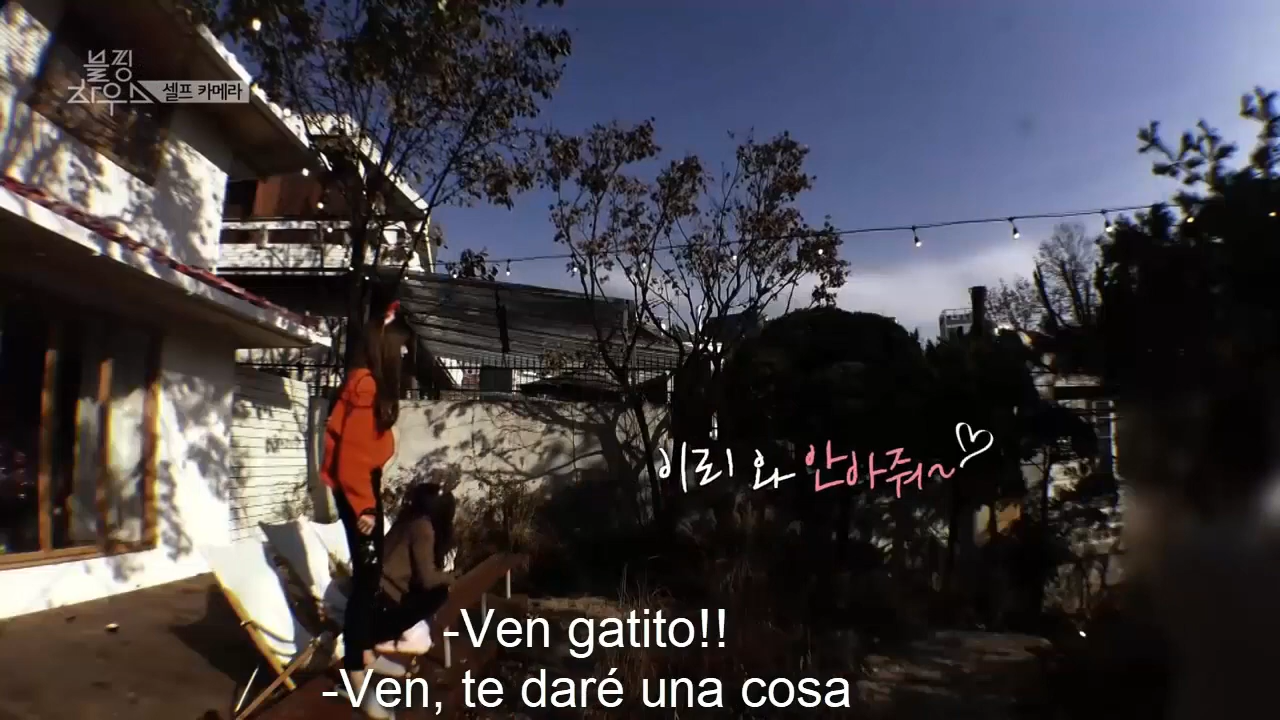 블핑
하우스 셀프 카메라
이리 와 안아줘~♡
-Ven gatito!!
-Ven, te daré una cosa